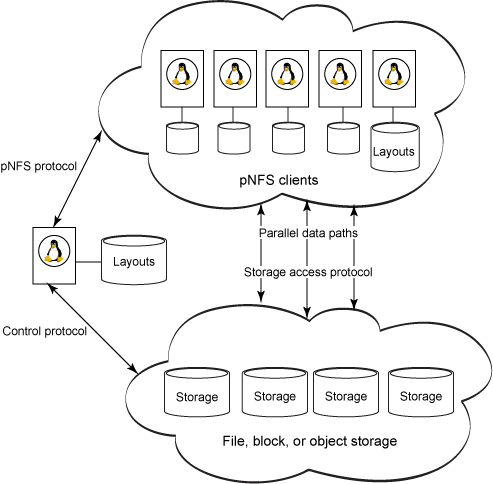 Layouts
pNFS clients
pNFS protocol
Parallel data paths
Layouts
Storage access protocol
Control protocol
Storage
Storage
Storage
Storage
File, block, or object storage